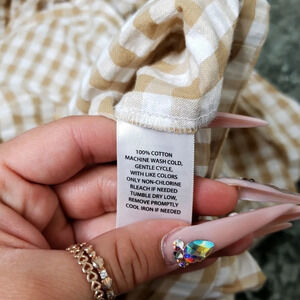 100% COTTON
MACHINE WASH COLD,
GENTLE CYCLE,
WITH LIKE COLORS
ONLY NON-CHLORINE
BLEACH IF NEEDED
TUMBLE DRY LOW,
REMOVE PROMPTLY
COOL IRON IF NEEDED